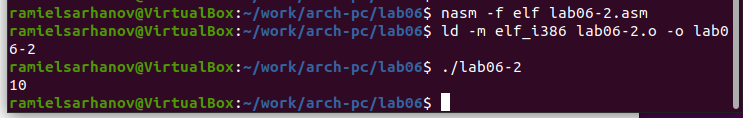 ramielsarhanov@VirtualBox:~/work/arch-pc/lab06$ nasm -f elf lab06-2.asm
ramielsarhanov@VirtualBox:~/work/arch-pc/lab06$ ld -m elf_i386 lab06-2.o -o lab0
6-2
ramielsarhanov@VirtualBox:~/work/arch-pc/lab06$ ./lab06-2
10
ramielsarhanov@VirtualBox:~/work/arch-pc/lab06$